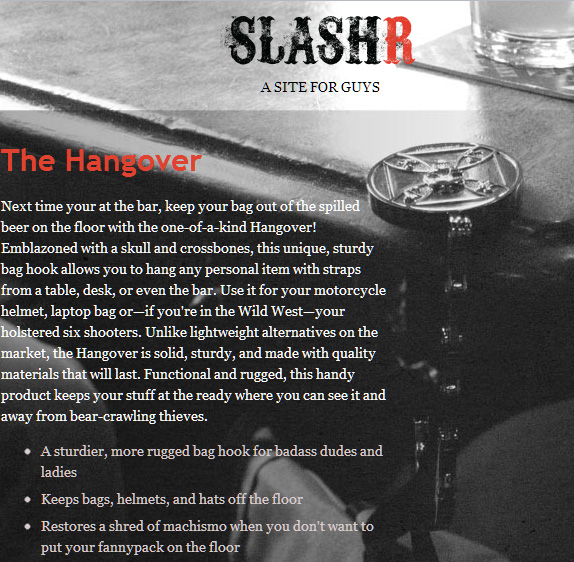 SLASHR
A SITE FOR GUYS
The Hangover
Next time your at the bar, keep your bag out of the spilled
beer on the floor with the one-of-a-kind Hangover!
Emblazoned with a skull and crossbones, this unique, sturdy
bag hook allows you to hang any personal item with straps
from a table, desk, or even the bar. Use it for your motorcycle
helmet, laptop bag or—if you're in the Wild West—your
holstered six shooters. Unlike lightweight alternatives on the
market, the Hangover is solid, sturdy, and made with quality
materials that will last. Functional and rugged, this handy
product keeps your stuff at the ready where you can see it and
away from bear-crawling thieves.
• A sturdier, more rugged bag hook for badass dudes and
ladies
• Keeps bags, helmets, and hats off the floor
• Restores a shred of machismo when you don't want to
put your fannypack on the floor